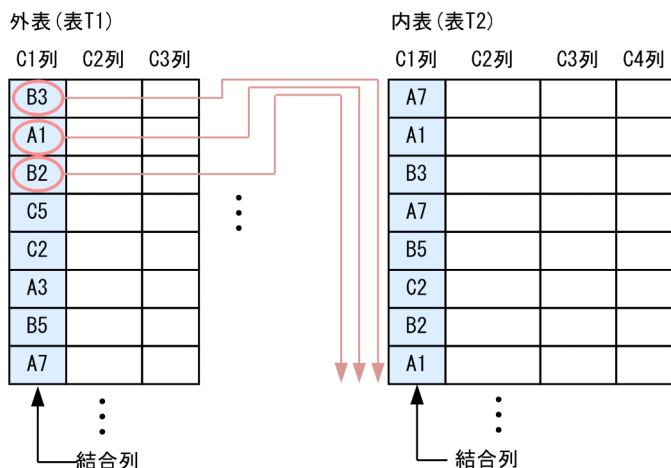 外表(表T1)
内表(表T2)
C1列 C2列 C3列
C1列 C2列 C3列 C4列
B3
A1
B2
C5
C2
A3
B5
A7
A7
A1
B3
A7
B5
C2
B2
A1
結合列
結合列